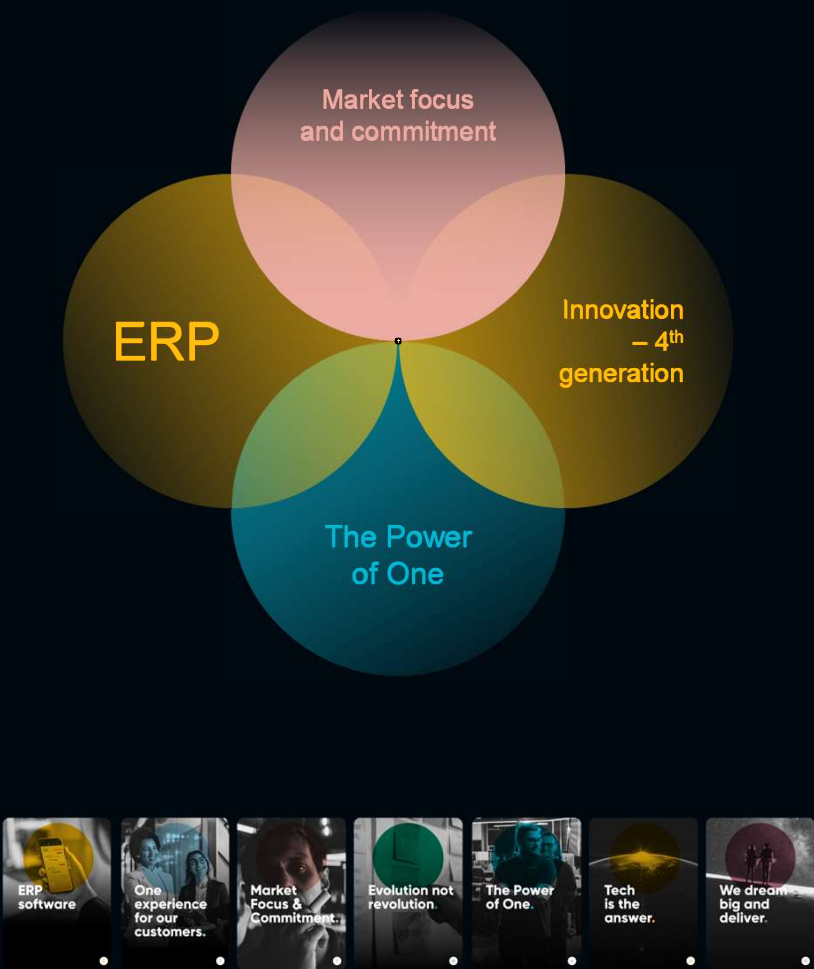 Market focus
and commitment
ERP
Innovation
– 4th
generation
The Power
of One
ERP
software
One
experience
for our
customers.
Market
Focus &
Commitment.
Evolution not
revolution.
The Power
of One.
Tech
is the
answer.
We dream
big and
deliver.